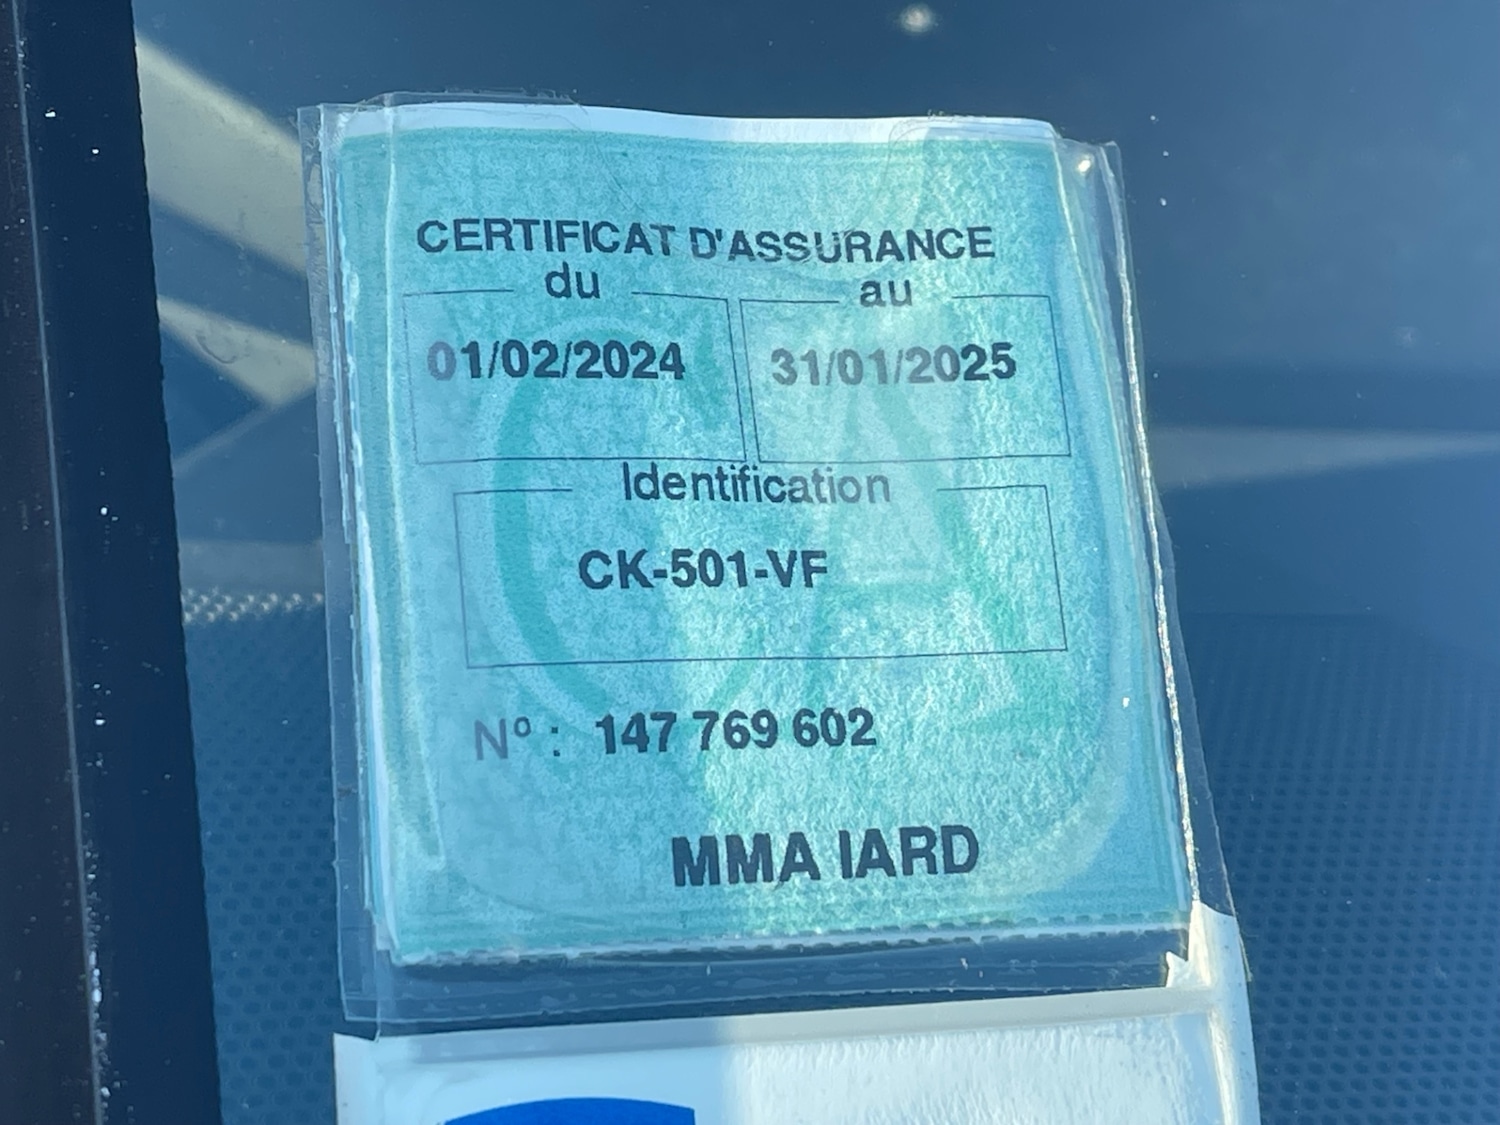 CERTIFICAT D'ASSURANCE
du au
01/02/2024 31/01/2025
Identification
CK-501-VF
Nº : 147 769 602
MMA IARD